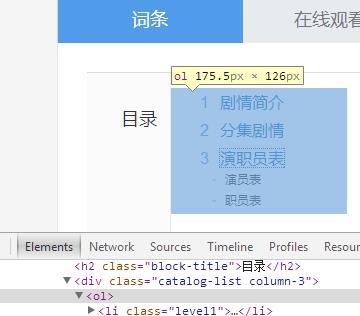 词条
在线观看
ol 175.5px × 126px
目录
1 剧情简介
2 分集剧情
3 演职员表
- 演员表
- 职员表
Elements Network Sources Timeline Profiles Resour
<h2 class="block-title">目录</h2>
▼<div class="catalog-list column-3">
▼<ol>
▶<li class="level1">…</li>